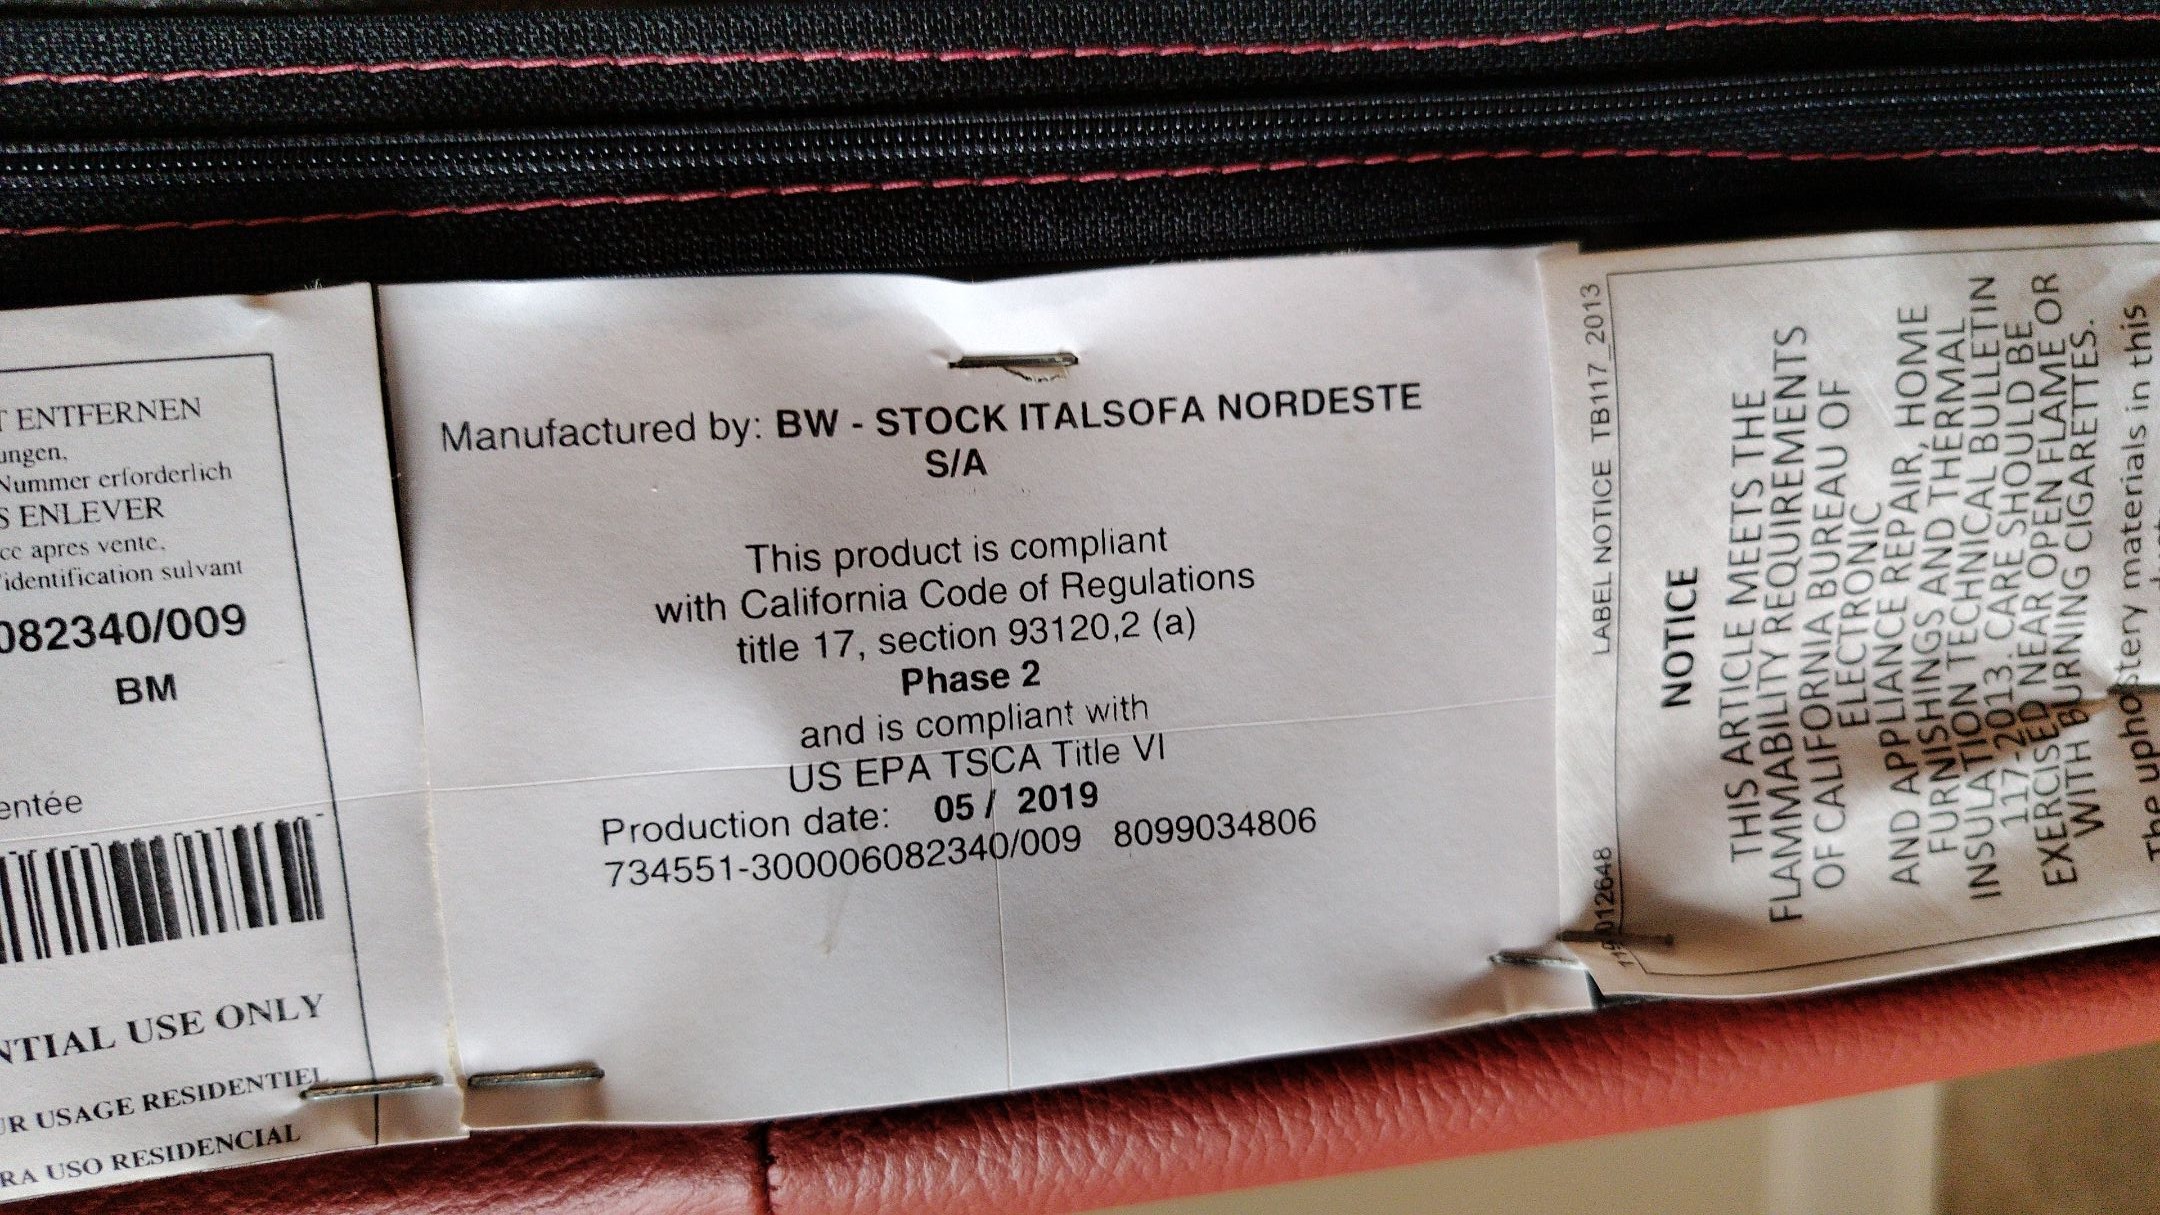 T ENTFERNEN
ungen,
Nummer erforderlich
S ENLEVER
ce apres vente,
'identification sulvant
082340/009
BM
entée
NTIAL USE ONLY
UR USAGE RESIDENTIEL
RA USO RESIDENCIAL
Manufactured by: BW - STOCK ITALSOFA NORDESTE
S/A
This product is compliant
with California Code of Regulations
title 17, section 93120,2 (a)
Phase 2
and is compliant with
US EPA TSCA Title VI
Production date: 05 / 2019
734551-300006082340/009 8099034806
LABEL NOTICE TB117_2013
NOTICE
THIS ARTICLE MEETS THE
FLAMMABILITY REQUIREMENTS
OF CALIFORNIA BUREAU OF
ELECTRONIC
AND APPLIANCE REPAIR, HOME
FURNISHINGS AND THERMAL
INSULATION TECHNICAL BULLETIN
117-2013. CARE SHOULD BE
EXERCISED NEAR OPEN FLAME OR
WITH BURNING CIGARETTES.
The upholstery materials in this